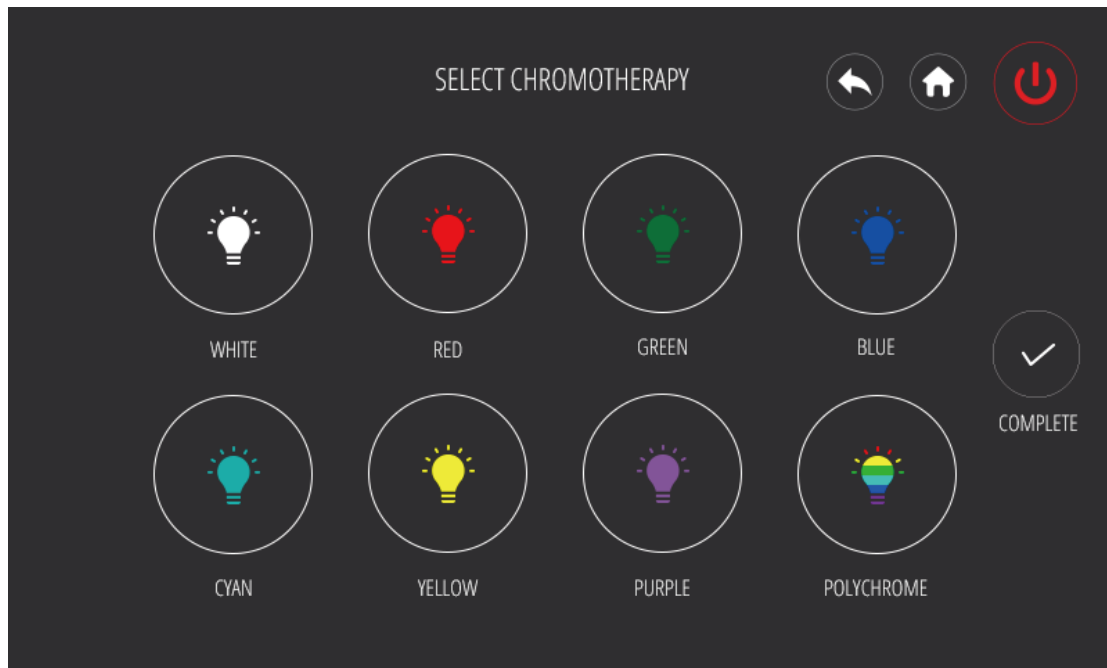 SELECT CHROMOTHERAPY
WHITE
RED
GREEN
BLUE
COMPLETE
CYAN
YELLOW
PURPLE
POLYCHROME